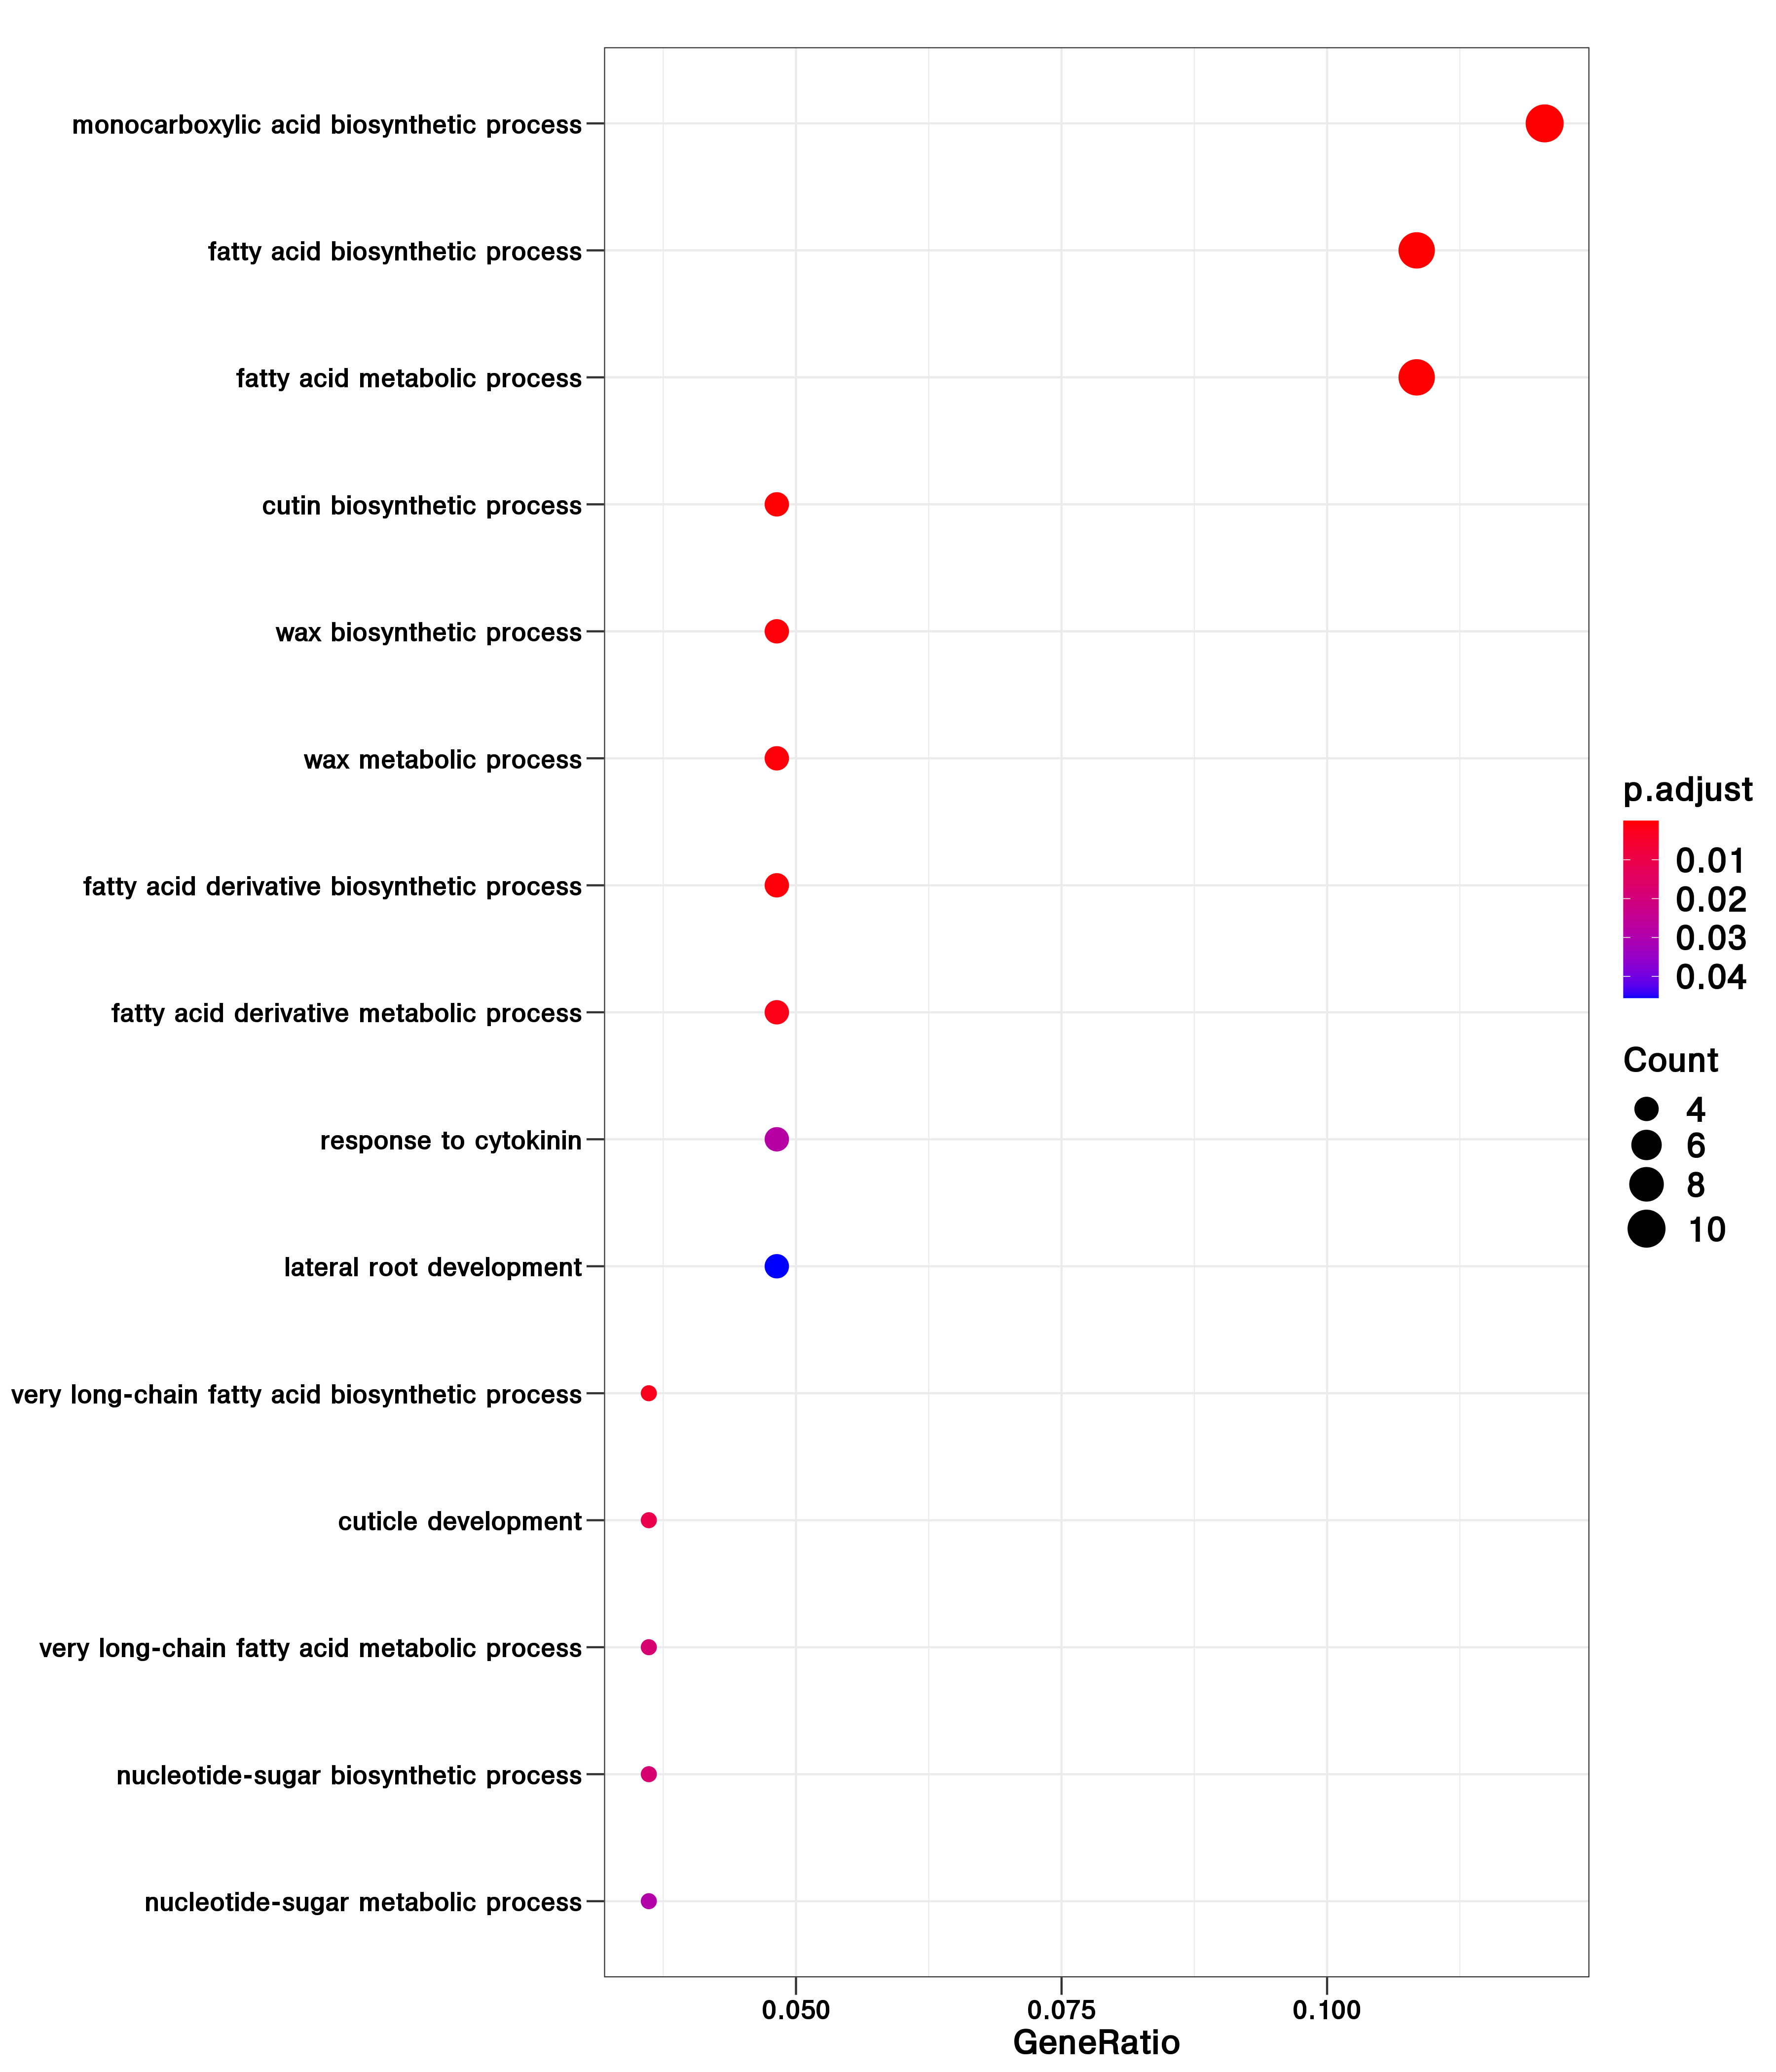 monocarboxylic acid biosynthetic process
fatty acid biosynthetic process
fatty acid metabolic process
cutin biosynthetic process
wax biosynthetic process
wax metabolic process
fatty acid derivative biosynthetic process
fatty acid derivative metabolic process
response to cytokinin
lateral root development
very long-chain fatty acid biosynthetic process
cuticle development
very long-chain fatty acid metabolic process
nucleotide-sugar biosynthetic process
nucleotide-sugar metabolic process
0.050 0.075 0.100
GeneRatio
p.adjust
0.01
0.02
0.03
0.04
Count
4
6
8
10